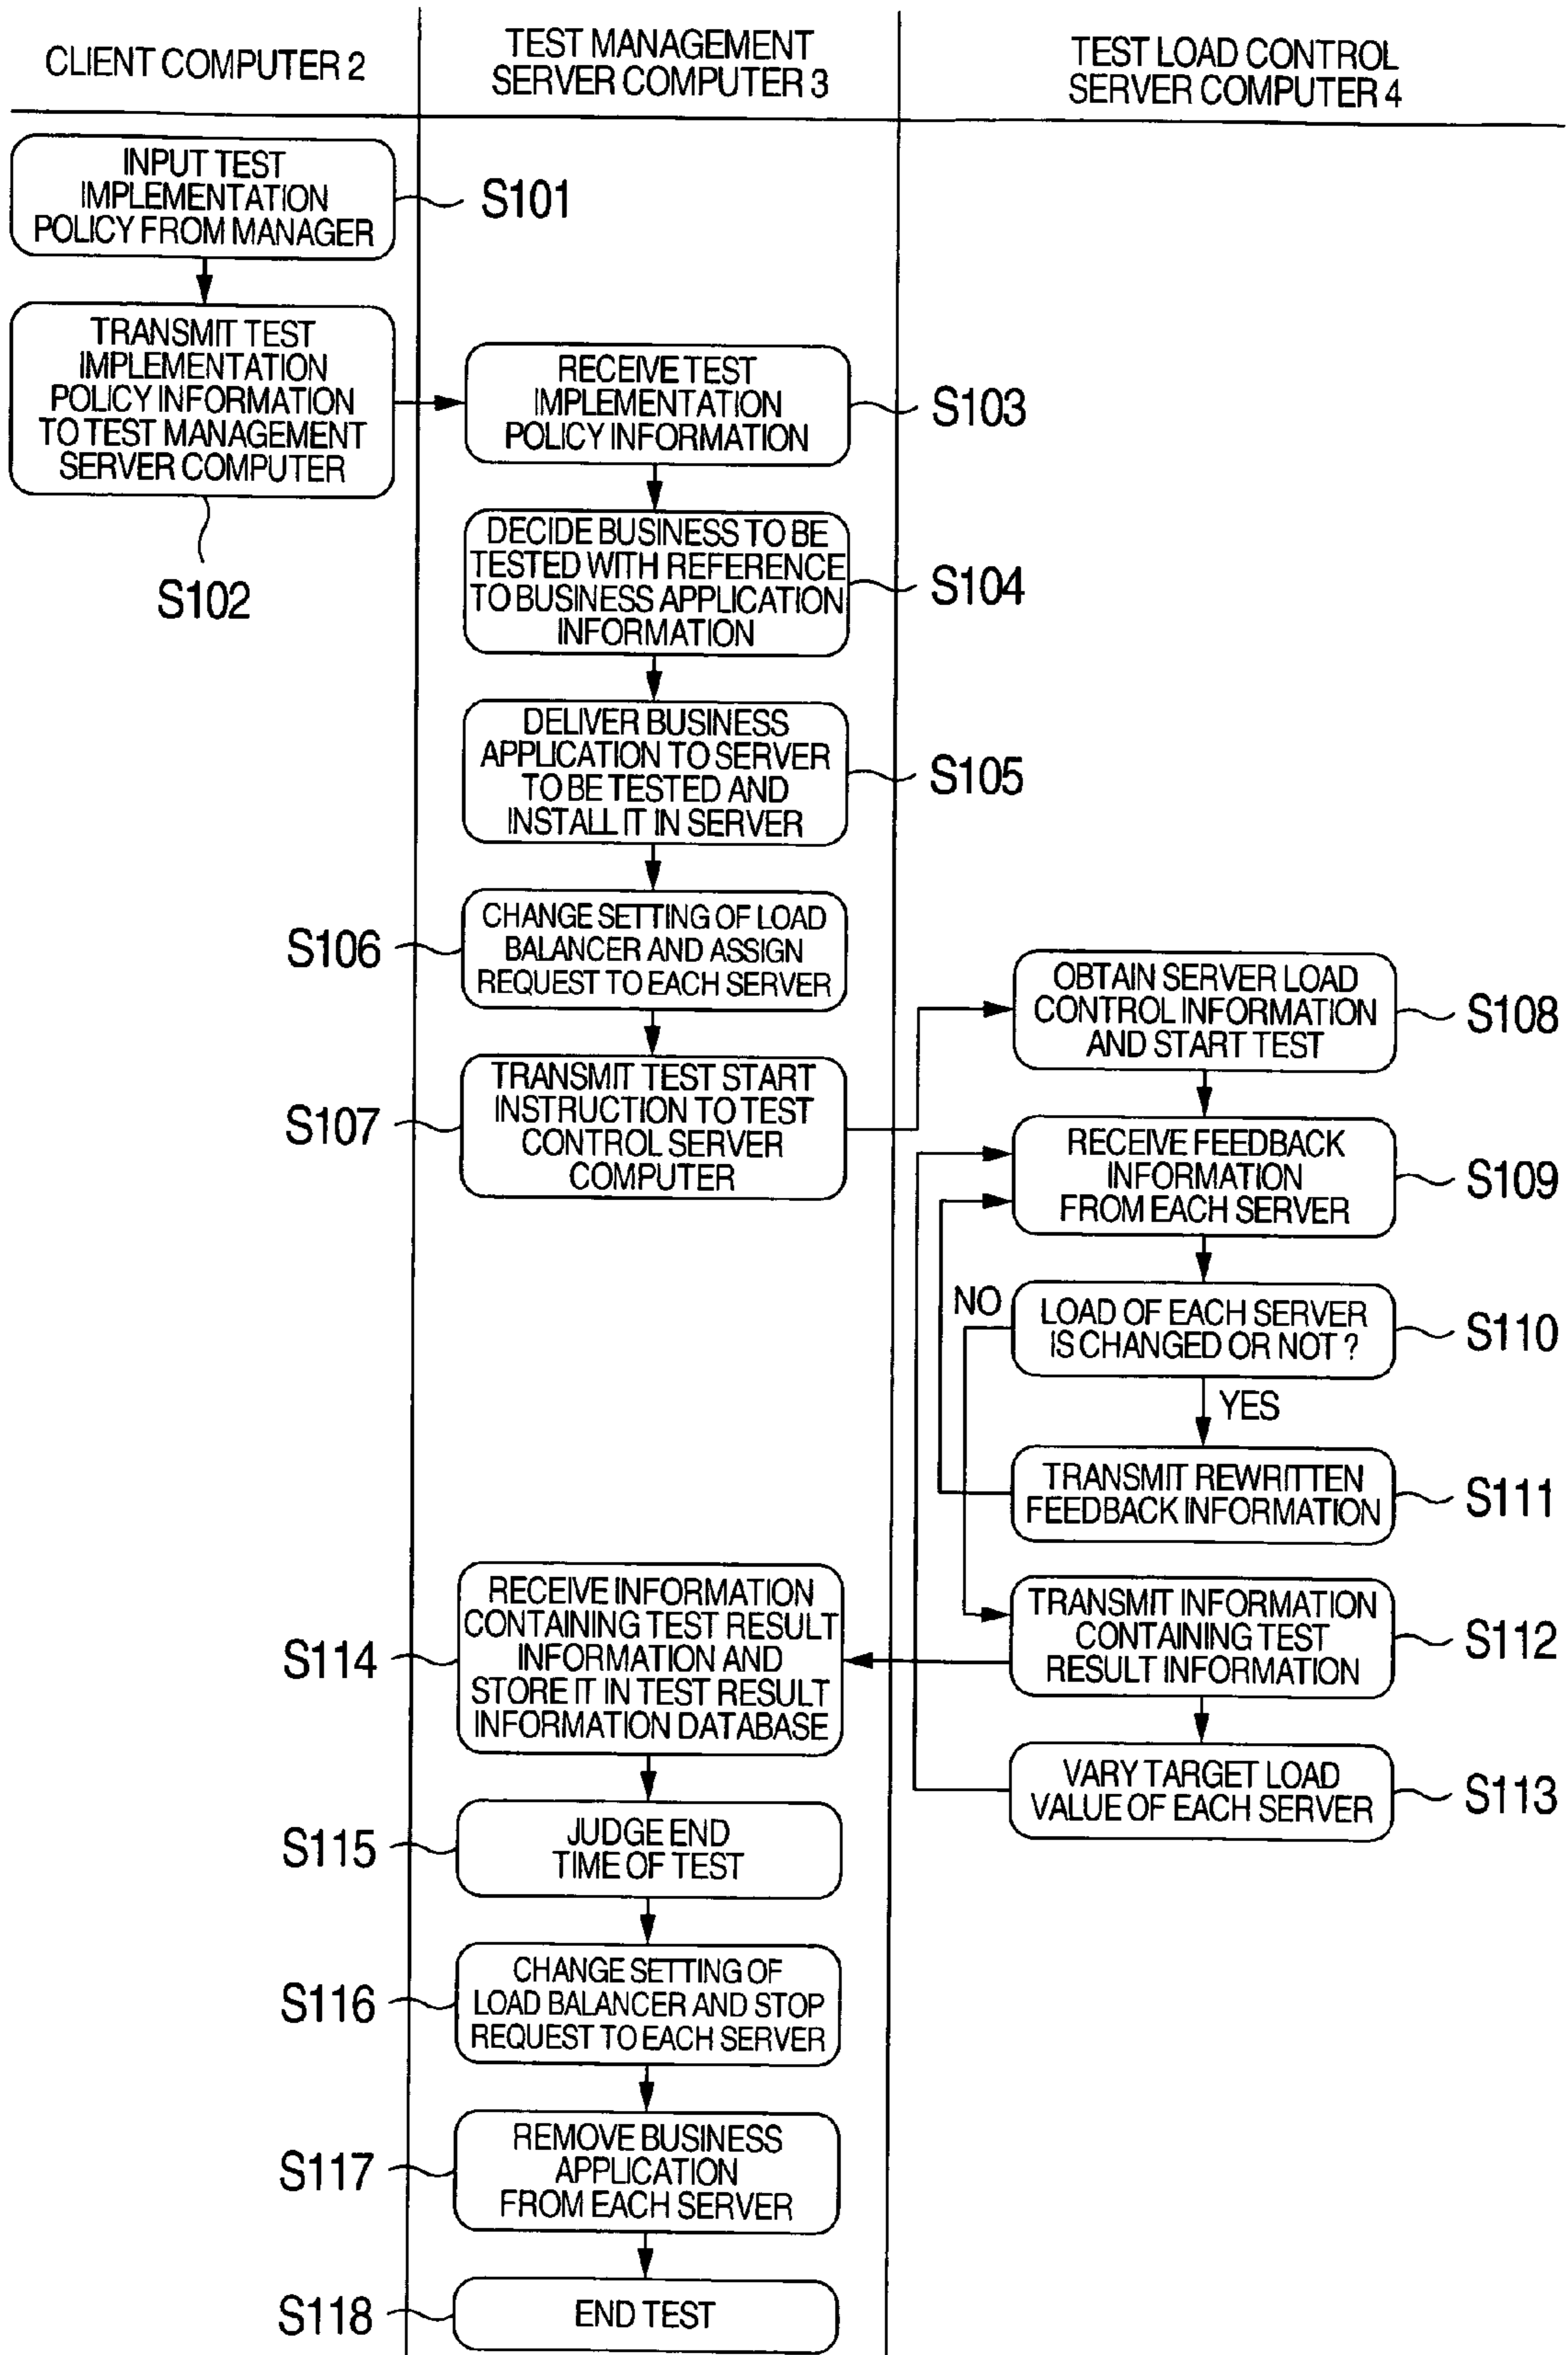 CLIENT COMPUTER 2
TEST MANAGEMENT
SERVER COMPUTER 3
TEST LOAD CONTROL
SERVER COMPUTER 4
INPUT TEST
IMPLEMENTATION
POLICY FROM MANAGER
S101
TRANSMIT TEST
IMPLEMENTATION
POLICY INFORMATION
TO TEST MANAGEMENT
SERVER COMPUTER
S102
RECEIVE TEST
IMPLEMENTATION
POLICY INFORMATION
S103
DECIDE BUSINESS TO BE
TESTED WITH REFERENCE
TO BUSINESS APPLICATION
INFORMATION
S104
DELIVER BUSINESS
APPLICATION TO SERVER
TO BE TESTED AND
INSTALL IT IN SERVER
S105
CHANGE SETTING OF LOAD
BALANCER AND ASSIGN
REQUEST TO EACH SERVER
S106
TRANSMIT TEST START
INSTRUCTION TO TEST
CONTROL SERVER
COMPUTER
S107
OBTAIN SERVER LOAD
CONTROL INFORMATION
AND START TEST
S108
RECEIVE FEEDBACK
INFORMATION
FROM EACH SERVER
S109
NO
LOAD OF EACH SERVER
IS CHANGED OR NOT ?
S110
YES
TRANSMIT REWRITTEN
FEEDBACK INFORMATION
S111
TRANSMIT INFORMATION
CONTAINING TEST
RESULT INFORMATION
S112
VARY TARGET LOAD
VALUE OF EACH SERVER
S113
RECEIVE INFORMATION
CONTAINING TEST RESULT
INFORMATION AND
STORE IT IN TEST RESULT
INFORMATION DATABASE
S114
JUDGE END
TIME OF TEST
S115
CHANGE SETTING OF
LOAD BALANCER AND STOP
REQUEST TO EACH SERVER
S116
REMOVE BUSINESS
APPLICATION
FROM EACH SERVER
S117
END TEST
S118